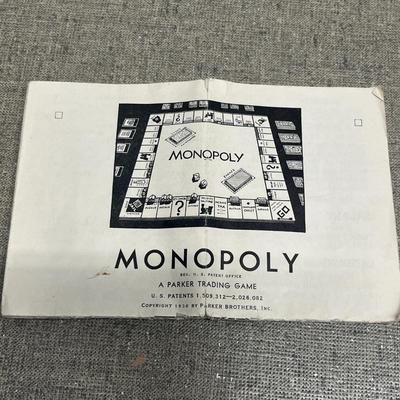 MONOPOLY
MONOPOLY
REG. U. S. PATENT OFFICE
A PARKER TRADING GAME
U. S. PATENTS 1,509,312—2,026,082
COPYRIGHT 1936 BY PARKER BROTHERS, INC.